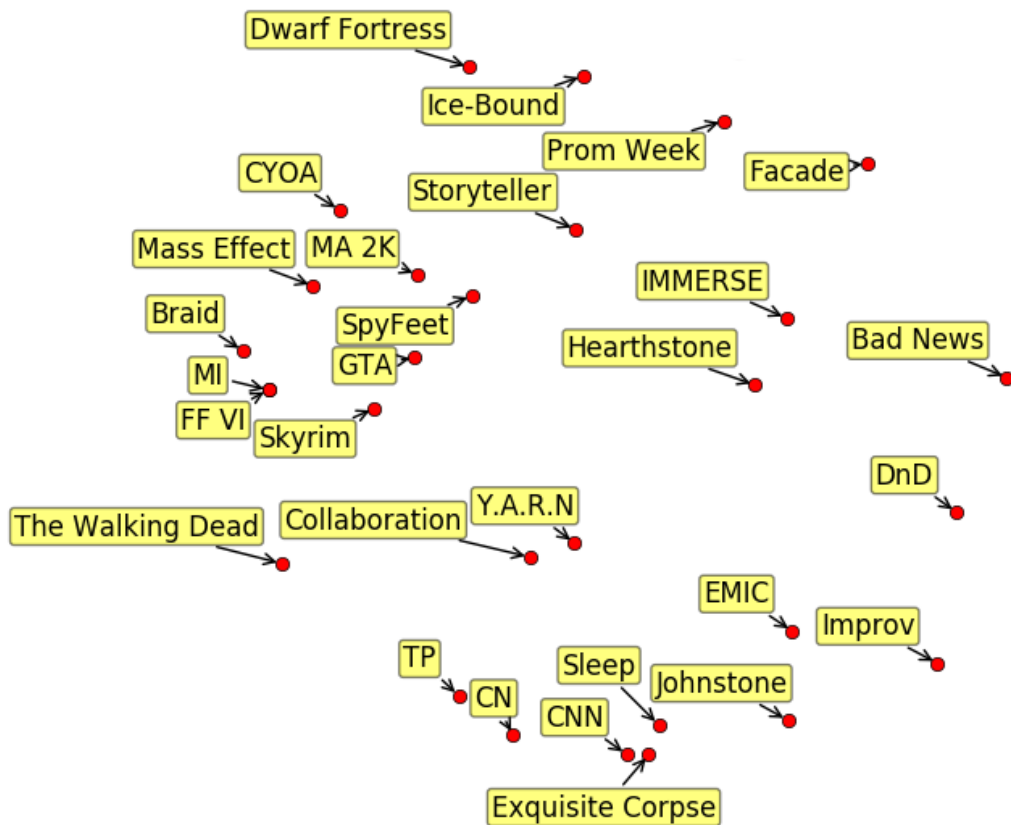 Dwarf Fortress
Ice-Bound
Prom Week
Facade
CYOA
Storyteller
Mass Effect
MA 2K
IMMERSE
Braid
SpyFeet
Hearthstone
Bad News
GTA
MI
FF VI
Skyrim
DnD
The Walking Dead
Collaboration
Y.A.R.N
EMIC
Improv
TP
Sleep
Johnstone
CN
CNN
Exquisite Corpse